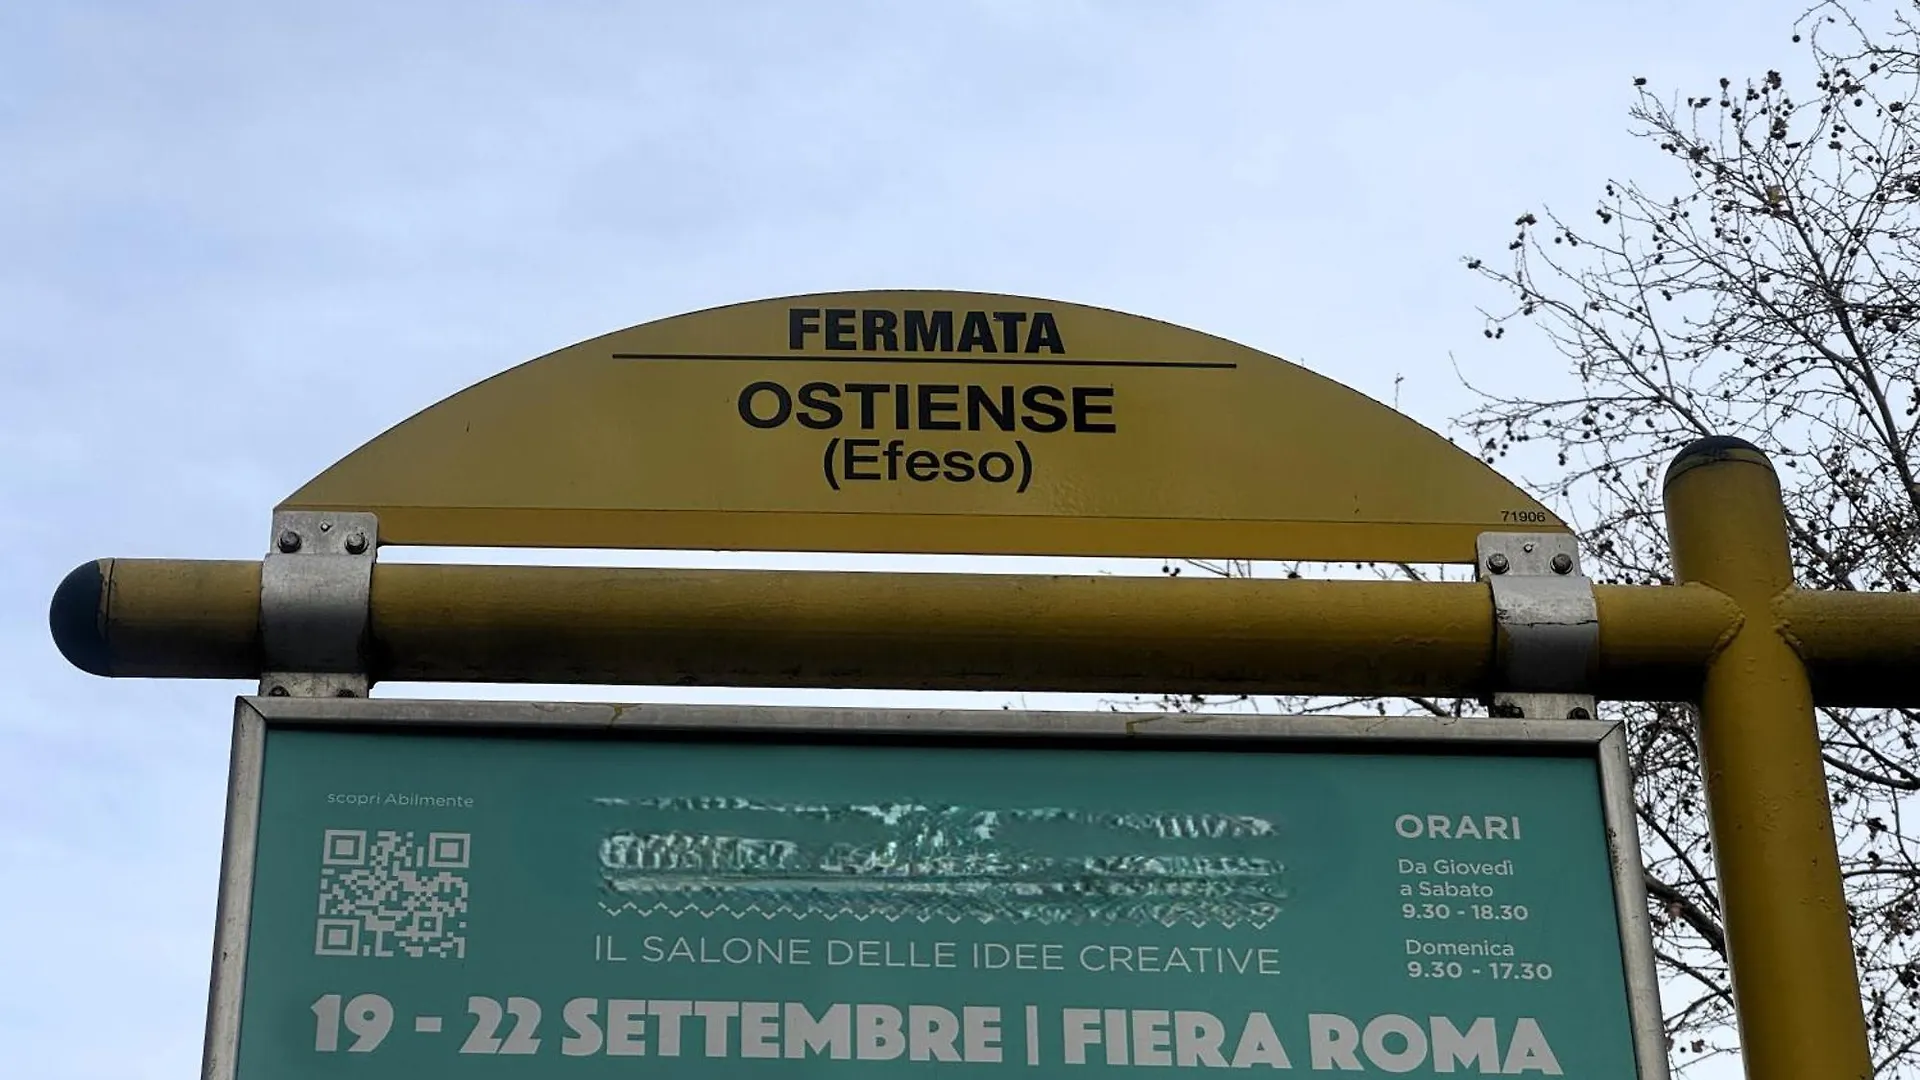 FERMATA
OSTIENSE
(Efeso)
71906
scopri Abilmente
IL SALONE DELLE IDEE CREATIVE
ORARI
Da Giovedì
a Sabato
9.30 - 18.30
Domenica
9.30 - 17.30
19 - 22 SETTEMBRE | FIERA ROMA